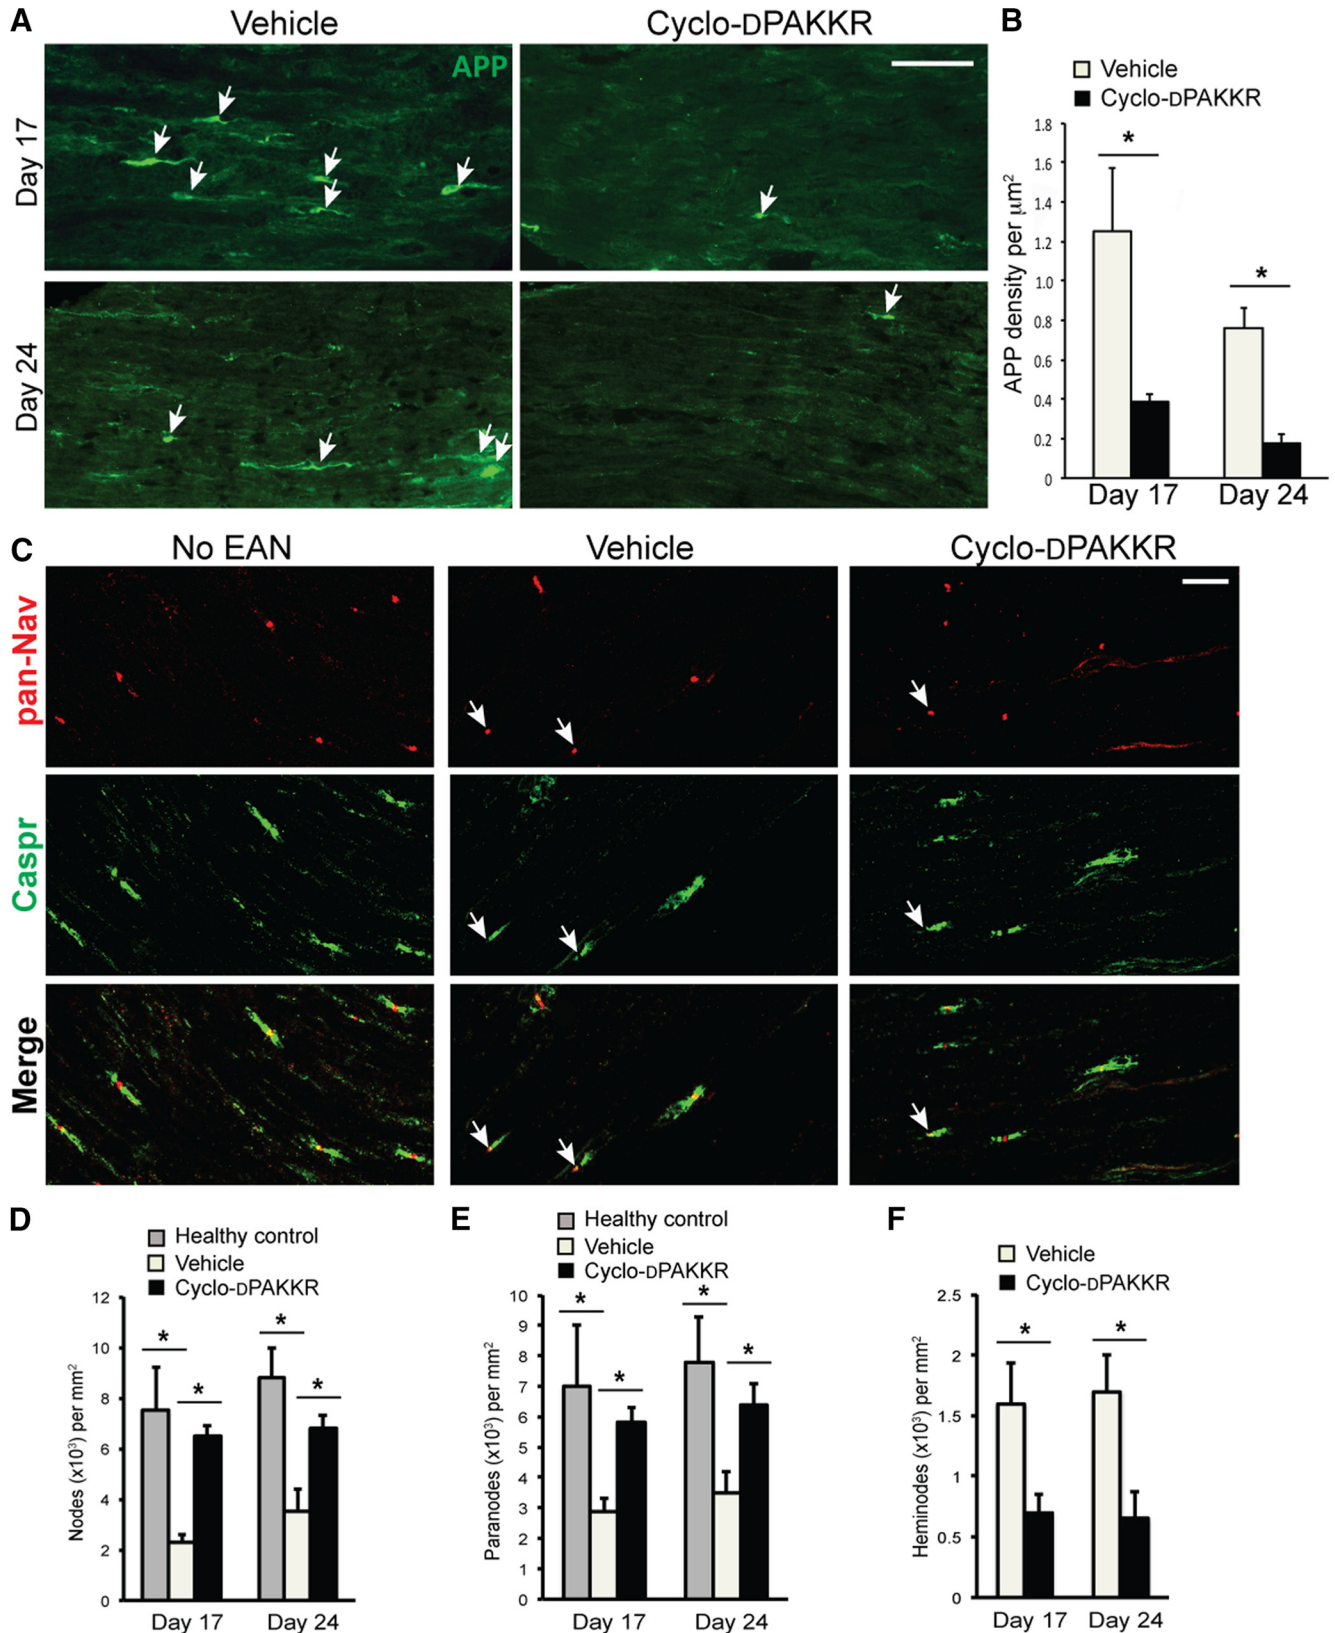 A
Vehicle
Cyclo-DPAKKR
APP
Day 17
Day 24
B
Vehicle
Cyclo-DPAKKR
*
*
APP density per μm²
1.8
1.6
1.4
1.2
1.0
0.8
0.6
0.4
0.2
0
Day 17
Day 24
C
No EAN
Vehicle
Cyclo-DPAKKR
pan-Nav
Caspr
Merge
D
Healthy control
Vehicle
Cyclo-DPAKKR
*
*
*
*
Nodes (x10³) per mm²
12
10
8
6
4
2
0
Day 17
Day 24
E
Healthy control
Vehicle
Cyclo-DPAKKR
*
*
*
*
Paranodes (x10³) per mm²
10
9
8
7
6
5
4
3
2
1
0
Day 17
Day 24
F
Vehicle
Cyclo-DPAKKR
*
*
Heminodes (x10³) per mm²
2.5
2
1.5
1
0.5
0
Day 17
Day 24